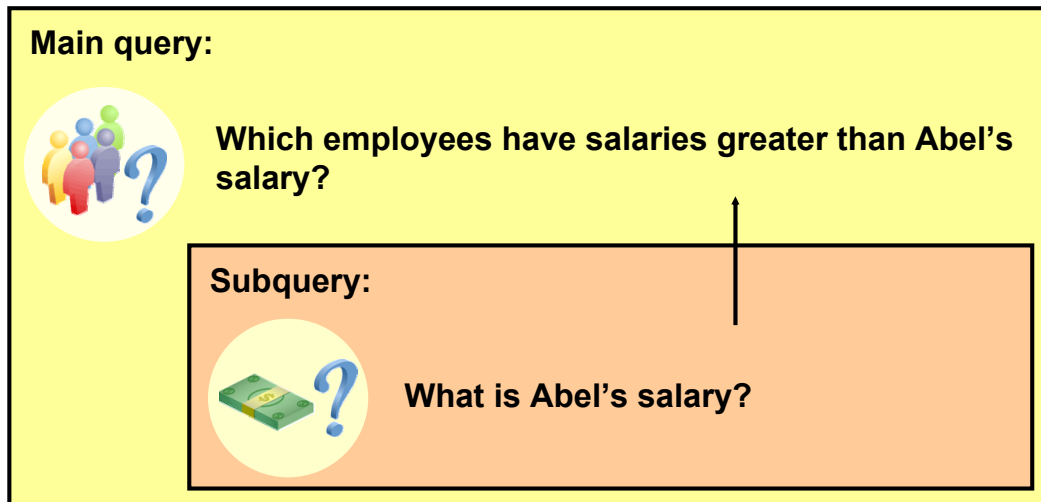 Main query:
Which employees have salaries greater than Abel’s
salary?
Subquery:
What is Abel’s salary?